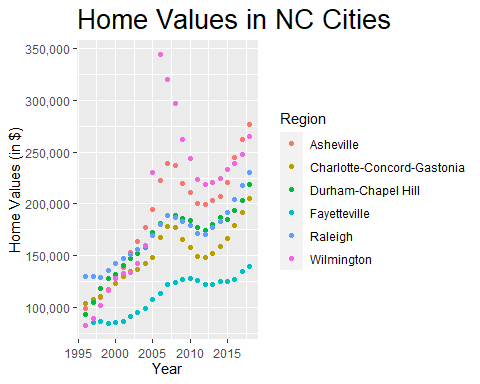 Home Values in NC Cities
Home Values (in $)
350,000
300,000
250,000
200,000
150,000
100,000
1995 2000 2005 2010 2015
Year
Region
Asheville
Charlotte-Concord-Gastonia
Durham-Chapel Hill
Fayetteville
Raleigh
Wilmington